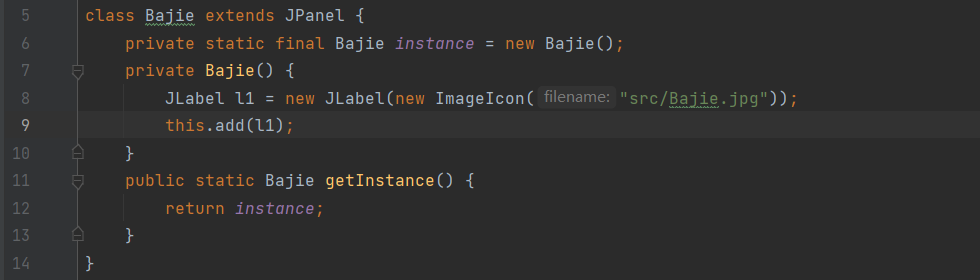 5 class Bajie extends JPanel {
6     private static final Bajie instance = new Bajie();
7     private Bajie() {
8         JLabel l1 = new JLabel(new ImageIcon( filename: "src/Bajie.jpg"));
9         this.add(l1);
10     }
11     public static Bajie getInstance() {
12         return instance;
13     }
14 }